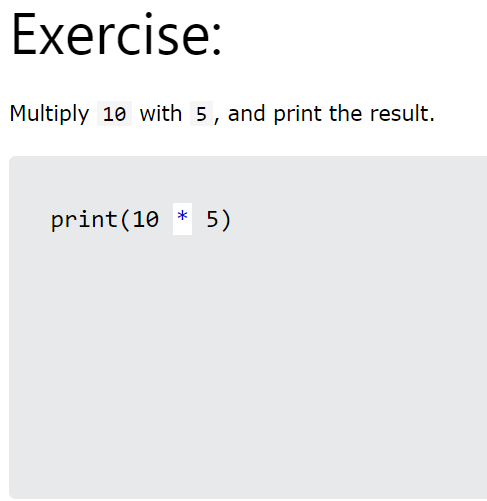 Exercise:
Multiply 10 with 5, and print the result.
print(10 * 5)